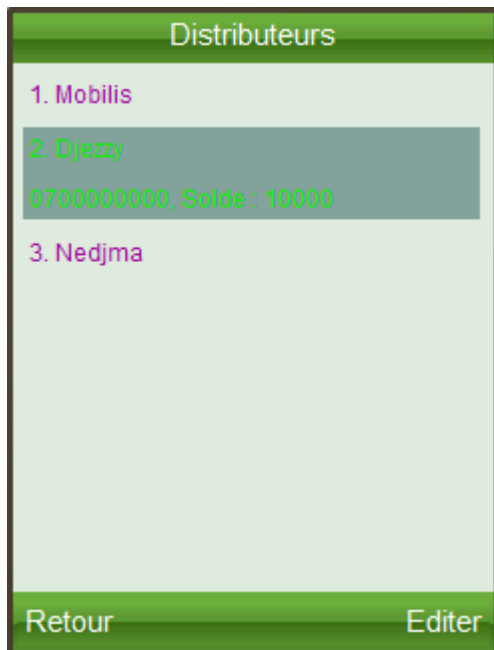 Distributeurs
1. Mobilis
2. Djezzy
0700000000, Solde : 10000
3. Nedjma
Retour
Editer